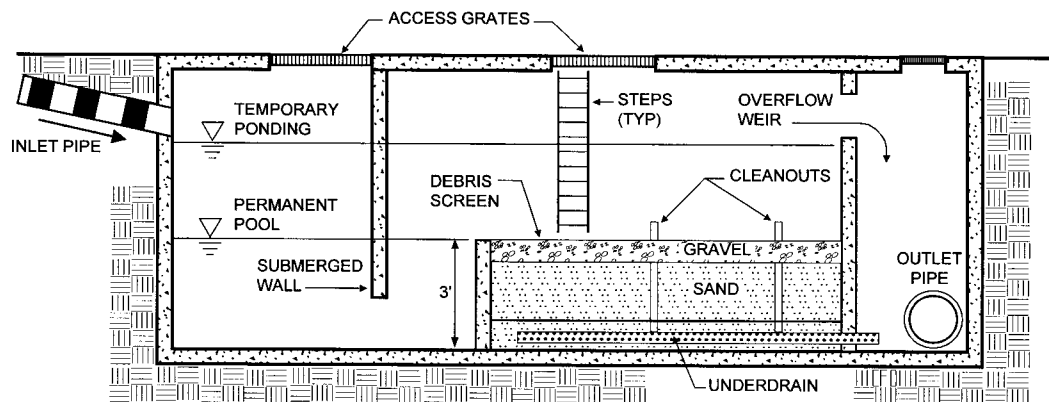 ACCESS GRATES
TEMPORARY
PONDING
STEPS
(TYP)
OVERFLOW
WEIR
INLET PIPE
CLEANOUTS
DEBRIS
SCREEN
PERMANENT
POOL
GRAVEL
SUBMERGED
WALL
3'
SAND
OUTLET
PIPE
UNDERDRAIN